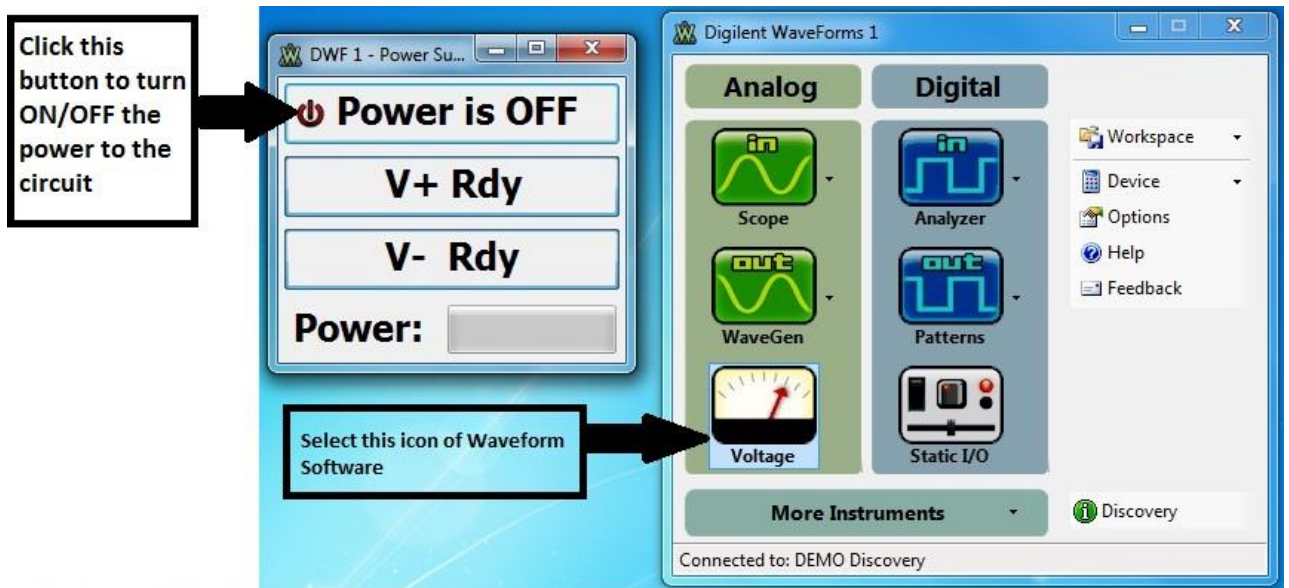 Click this
button to turn
ON/OFF the
power to the
circuit
DWF 1 - Power Su...
Power is OFF
V+ Rdy
V- Rdy
Power:
Select this icon of Waveform
Software
Digilent WaveForms 1
Analog
Digital
in
in
Scope
Analyzer
out
out
WaveGen
Patterns
Voltage
Static I/O
More Instruments
Workspace
Device
Options
Help
Feedback
Discovery
Connected to: DEMO Discovery